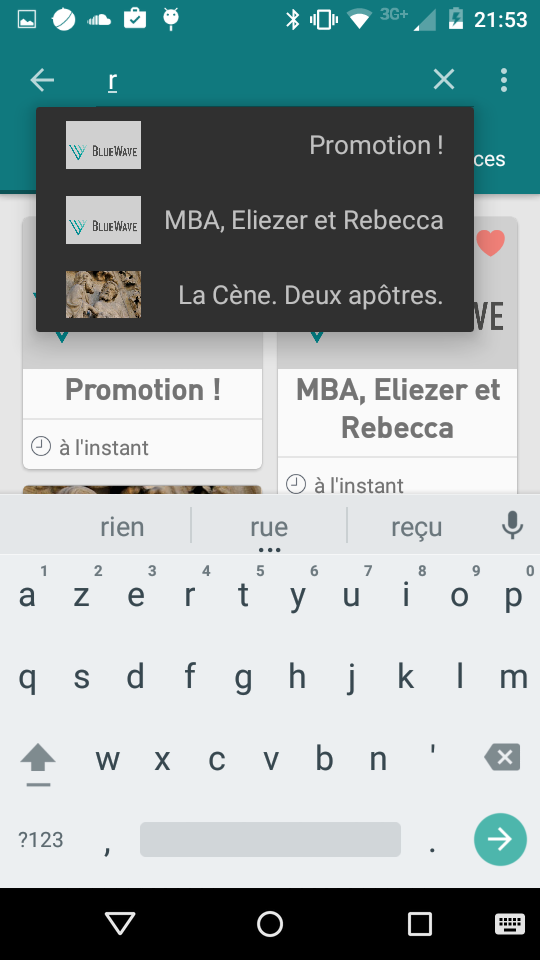 3G+ 21:53
r
ces
BLUEWAVE Promotion !
BLUEWAVE MBA, Eliezer et Rebecca
La Cène. Deux apôtres.
VE
Promotion !
MBA, Eliezer et
Rebecca
à l'instant
à l'instant
rien rue reçu
1 2 3 4 5 6 7 8 9 0
a z e r t y u i o p
q s d f g h j k l m
w x c v b n '
?123 , .